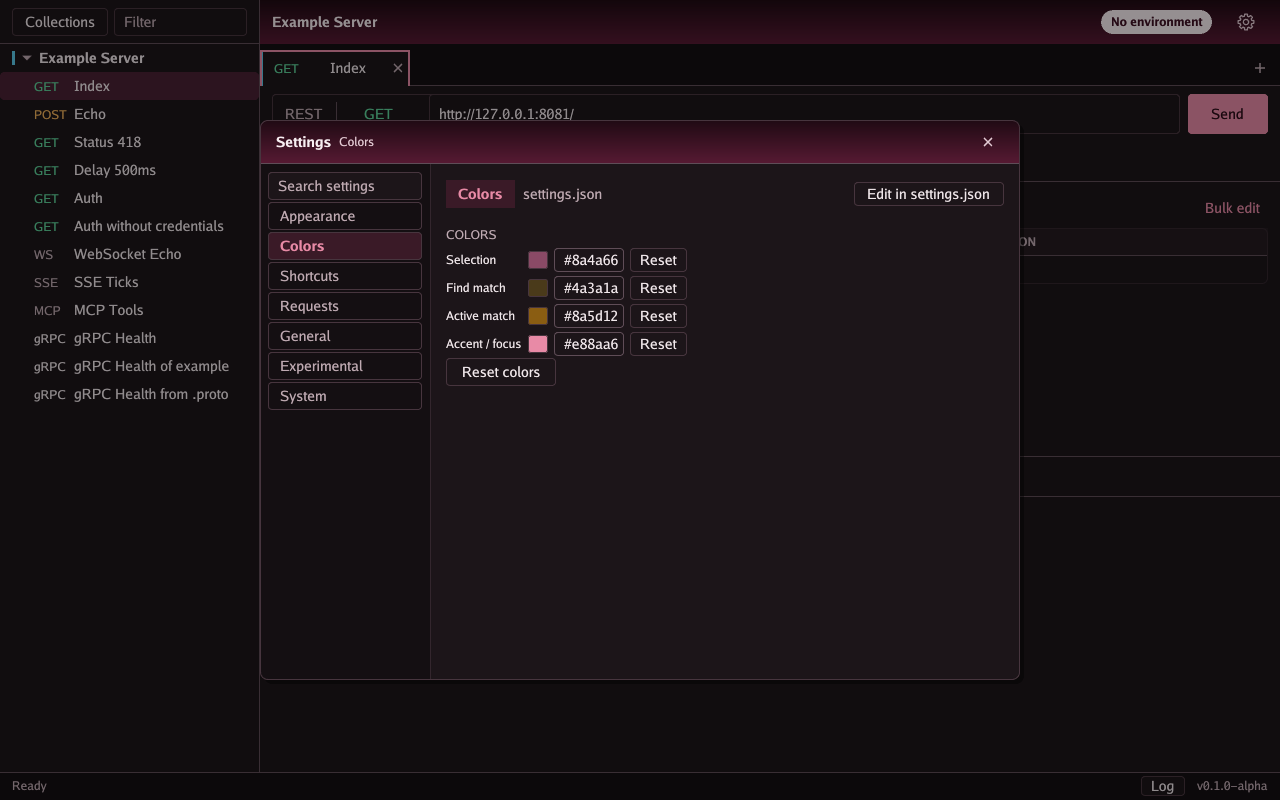 Collections
Filter
Example Server
No environment
Example Server
GET Index
POST Echo
GET Status 418
GET Delay 500ms
GET Auth
GET Auth without credentials
WS WebSocket Echo
SSE SSE Ticks
MCP MCP Tools
gRPC gRPC Health
gRPC gRPC Health of example
gRPC gRPC Health from .proto
GET Index ×
+
REST GET http://127.0.0.1:8081/
Send
Bulk edit
ON
Settings Colors
×
Search settings
Appearance
Colors
Shortcuts
Requests
General
Experimental
System
Colors settings.json
Edit in settings.json
COLORS
Selection #8a4a66 Reset
Find match #4a3a1a Reset
Active match #8a5d12 Reset
Accent / focus #e88aa6 Reset
Reset colors
Ready
Log v0.1.0-alpha